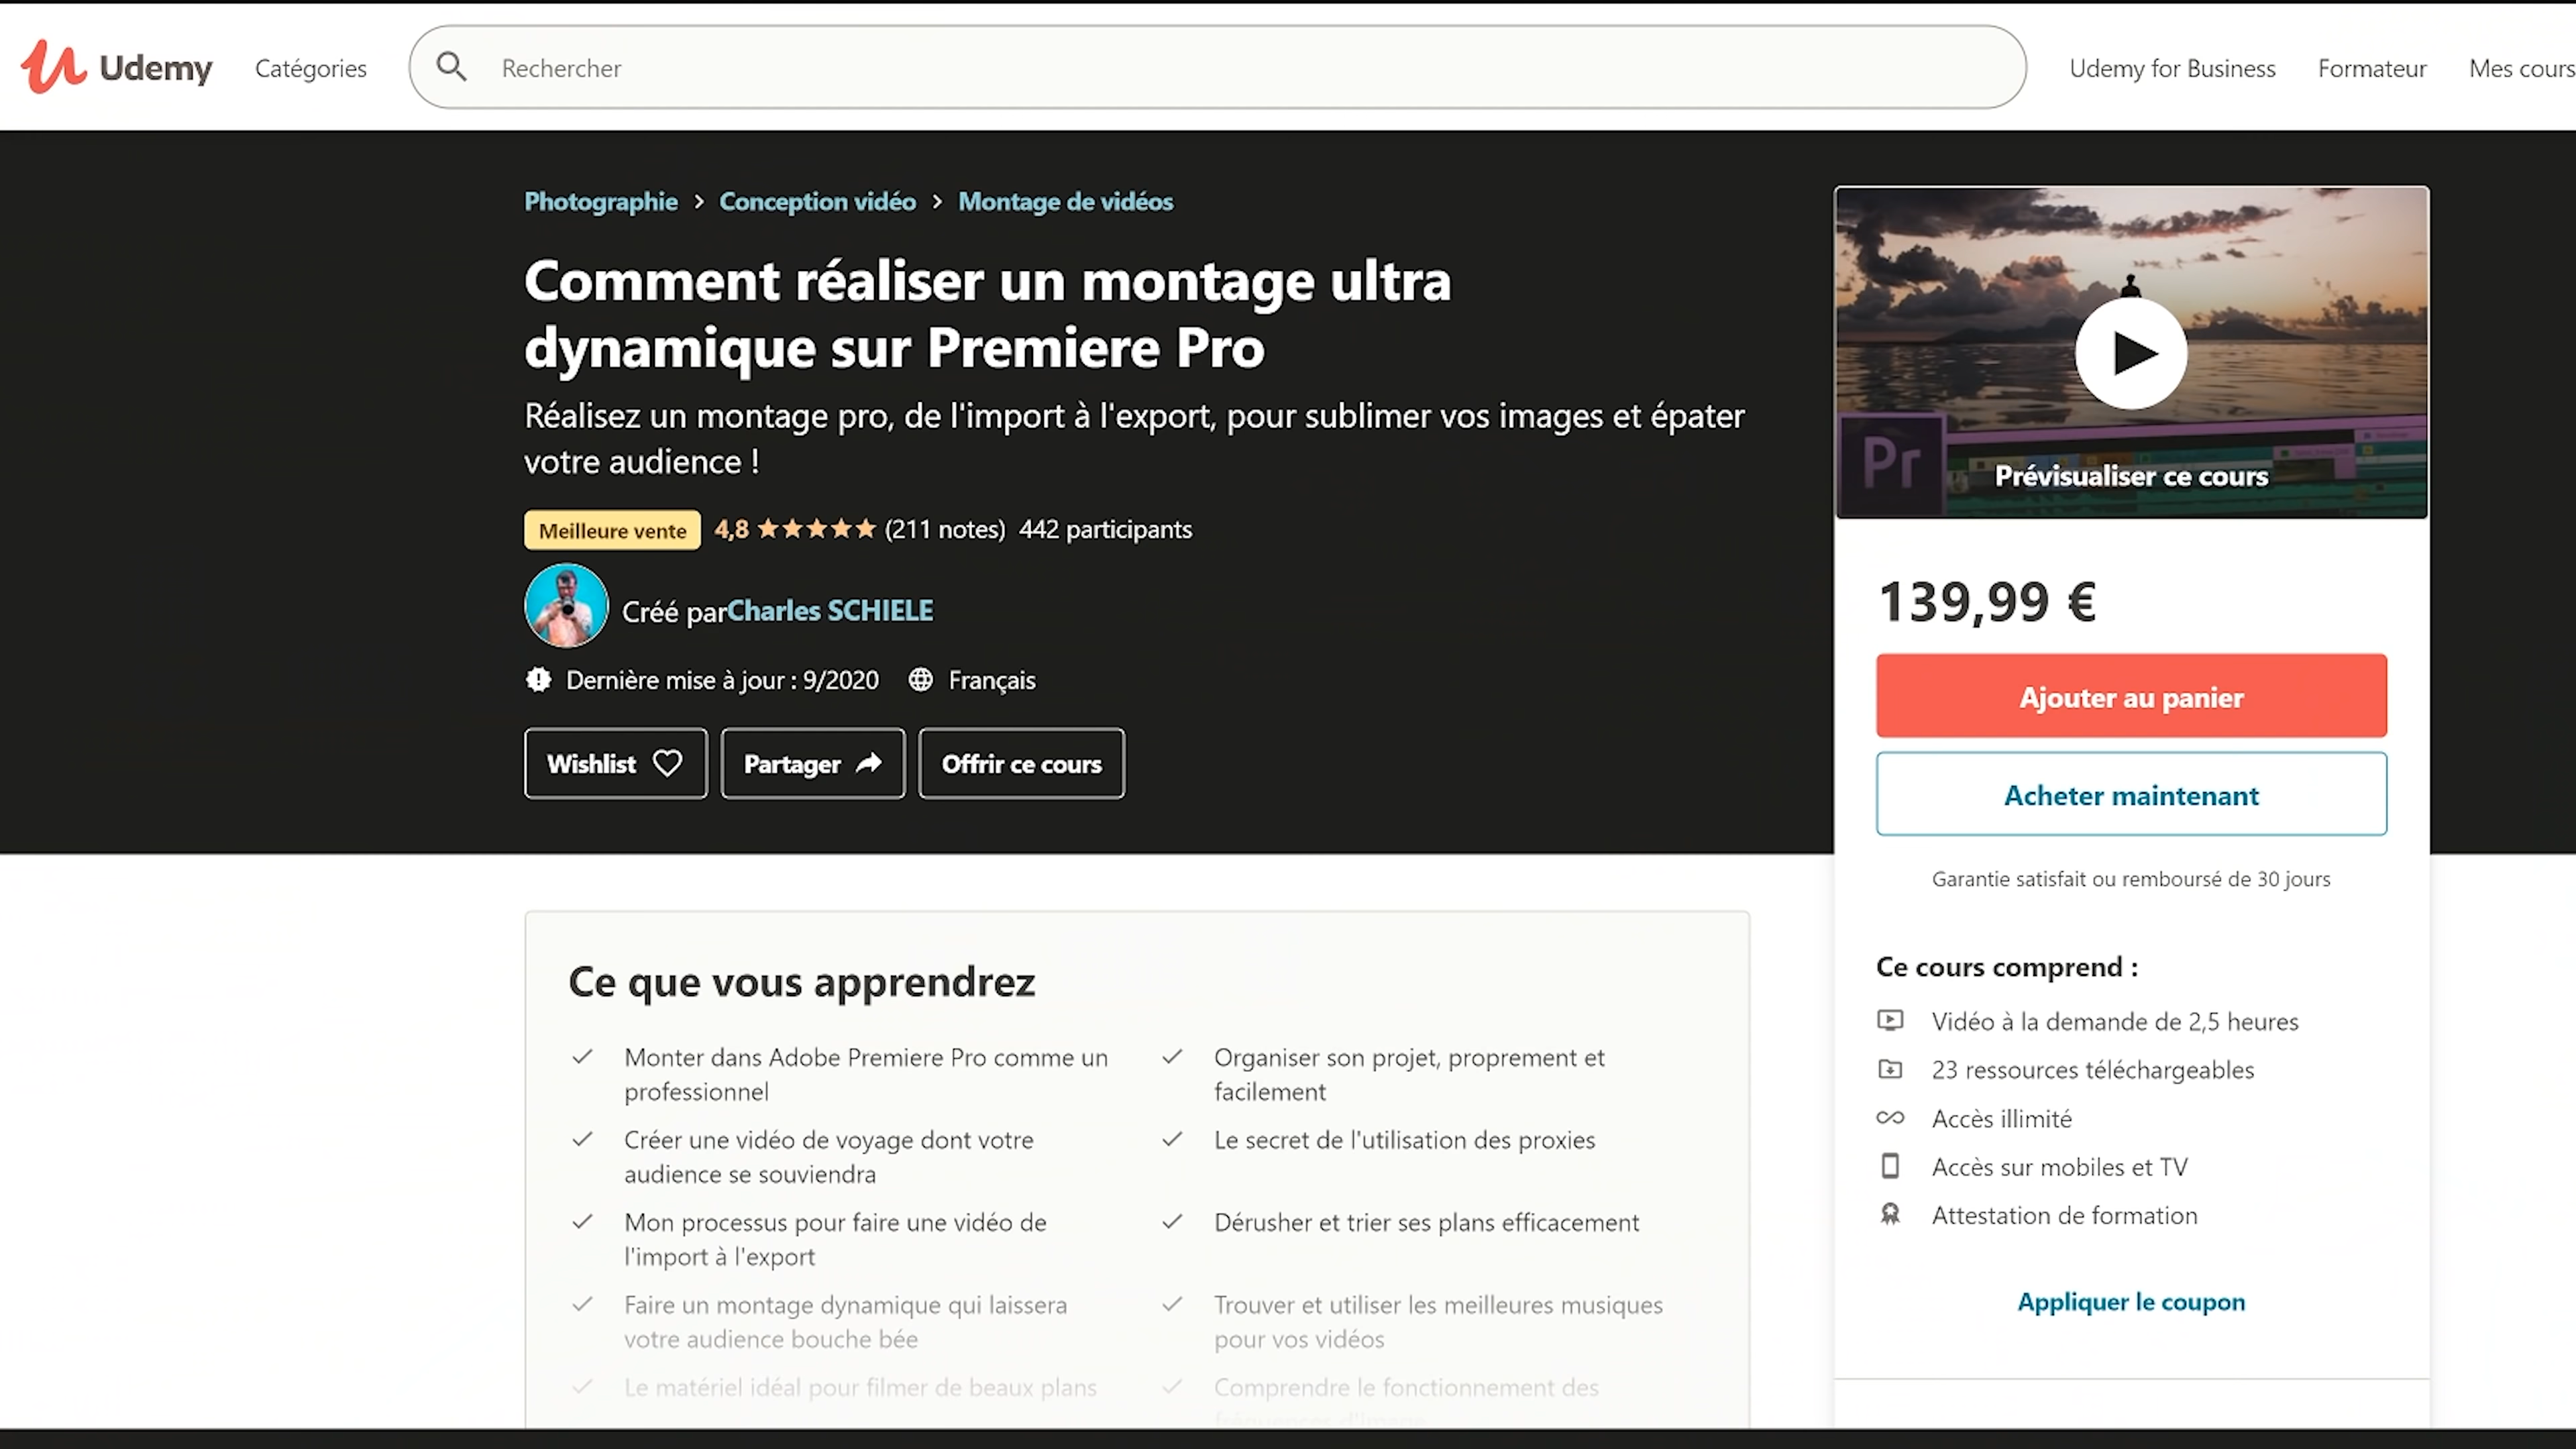 Udemy
Catégories
Rechercher
Udemy for Business
Formateur
Mes cours
Photographie > Conception vidéo > Montage de vidéos
Comment réaliser un montage ultra
dynamique sur Premiere Pro
Réalisez un montage pro, de l'import à l'export, pour sublimer vos images et épater
votre audience !
Meilleure vente 4,8 (211 notes) 442 participants
Créé parCharles SCHIELE
Dernière mise à jour : 9/2020 Français
Wishlist
Partager
Offrir ce cours
Pr
Prévisualiser ce cours
139,99 €
Ajouter au panier
Acheter maintenant
Garantie satisfait ou remboursé de 30 jours
Ce cours comprend :
Vidéo à la demande de 2,5 heures
23 ressources téléchargeables
Accès illimité
Accès sur mobiles et TV
Attestation de formation
Appliquer le coupon
Ce que vous apprendrez
Monter dans Adobe Premiere Pro comme un
professionnel
Créer une vidéo de voyage dont votre
audience se souviendra
Mon processus pour faire une vidéo de
l'import à l'export
Faire un montage dynamique qui laissera
votre audience bouche bée
Le matériel idéal pour filmer de beaux plans
Organiser son projet, proprement et
facilement
Le secret de l'utilisation des proxies
Dérusher et trier ses plans efficacement
Trouver et utiliser les meilleures musiques
pour vos vidéos
Comprendre le fonctionnement des
fréquences d'image